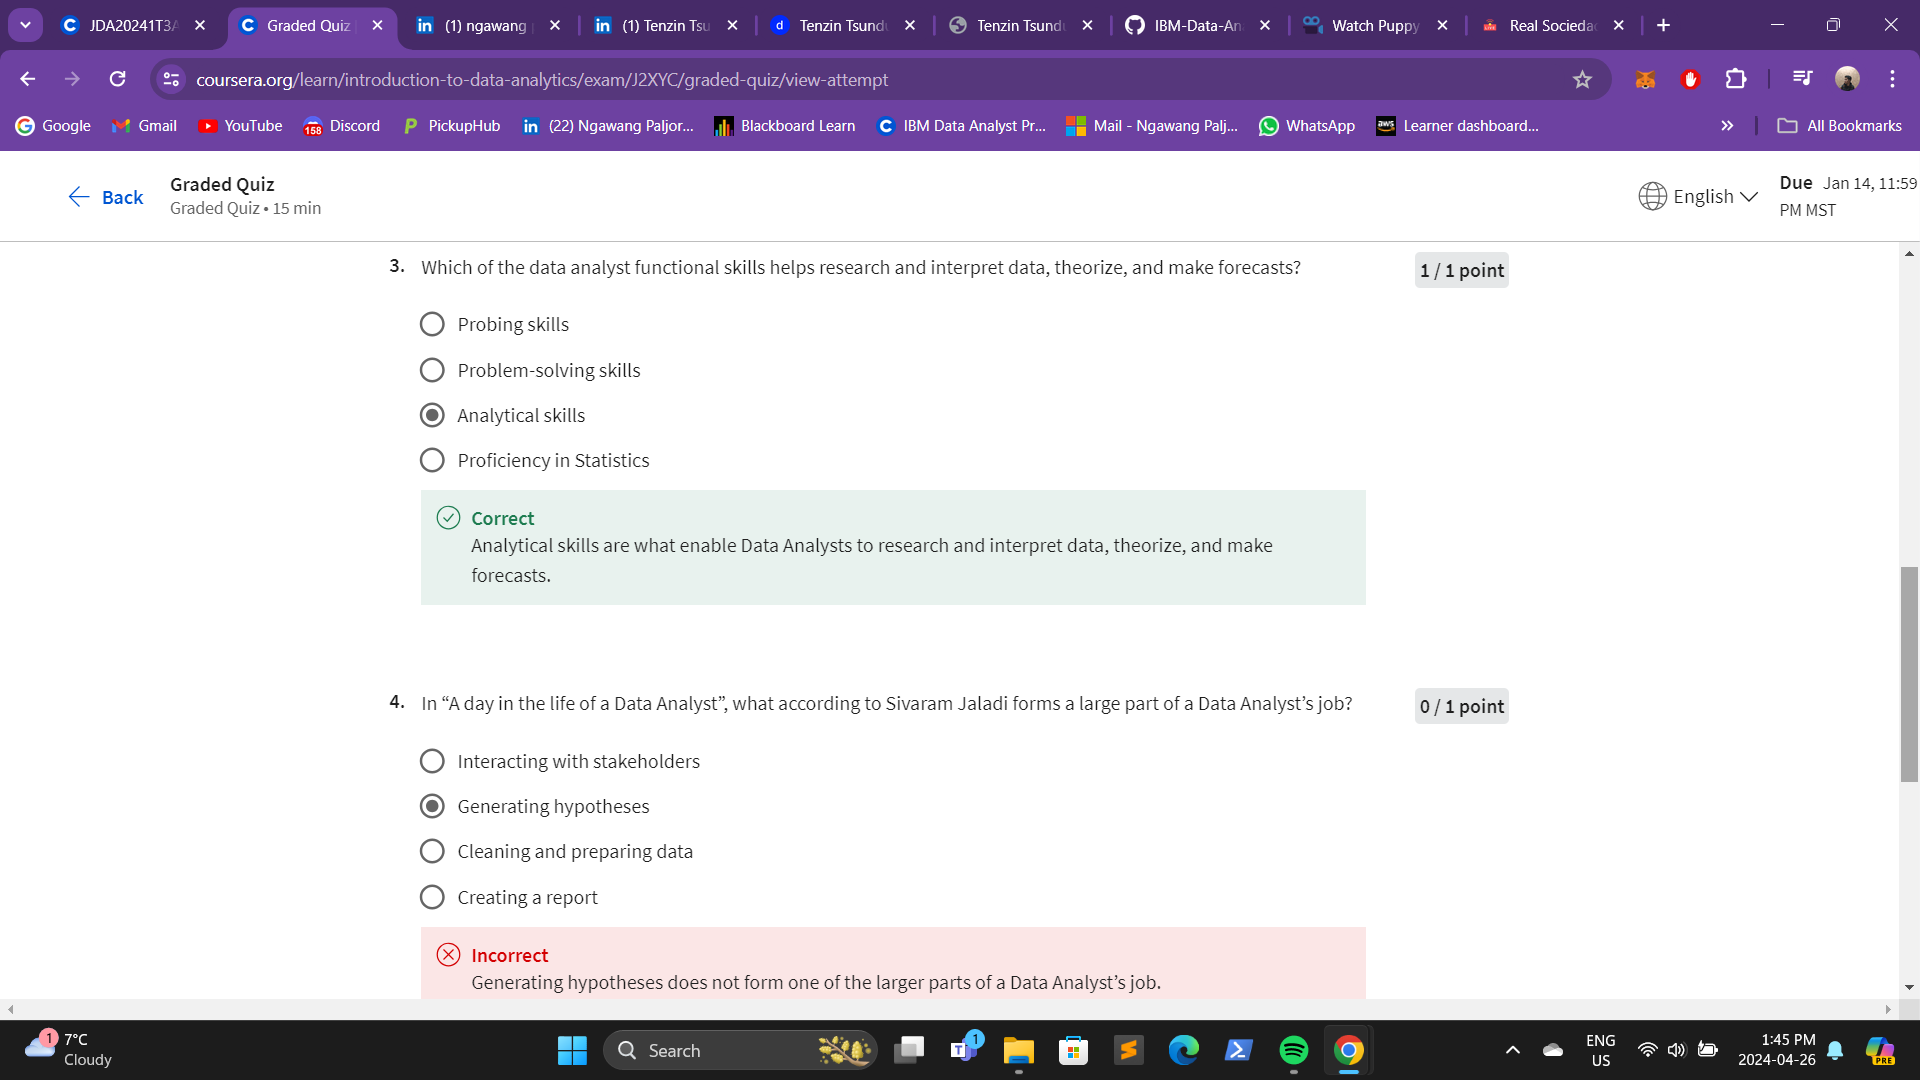 JDA20241T3A
Graded Quiz
(1) ngawang
(1) Tenzin Tsu
Tenzin Tsund
Tenzin Tsund
IBM-Data-An
Watch Puppy
Real Socieda
coursera.org/learn/introduction-to-data-analytics/exam/J2XYC/graded-quiz/view-attempt
Google
Gmail
YouTube
158
Discord
PickupHub
(22) Ngawang Paljor...
Blackboard Learn
IBM Data Analyst Pr...
Mail - Ngawang Palj...
WhatsApp
aws
Learner dashboard...
All Bookmarks
Back
Graded Quiz
Graded Quiz • 15 min
English
Due Jan 14, 11:59
PM MST
3. Which of the data analyst functional skills helps research and interpret data, theorize, and make forecasts?
1 / 1 point
Probing skills
Problem-solving skills
Analytical skills
Proficiency in Statistics
Correct
Analytical skills are what enable Data Analysts to research and interpret data, theorize, and make
forecasts.
4. In “A day in the life of a Data Analyst”, what according to Sivaram Jaladi forms a large part of a Data Analyst’s job?
0 / 1 point
Interacting with stakeholders
Generating hypotheses
Cleaning and preparing data
Creating a report
Incorrect
Generating hypotheses does not form one of the larger parts of a Data Analyst’s job.
1
7°C
Cloudy
Search
1
ENG
US
1:45 PM
2024-04-26
PRE